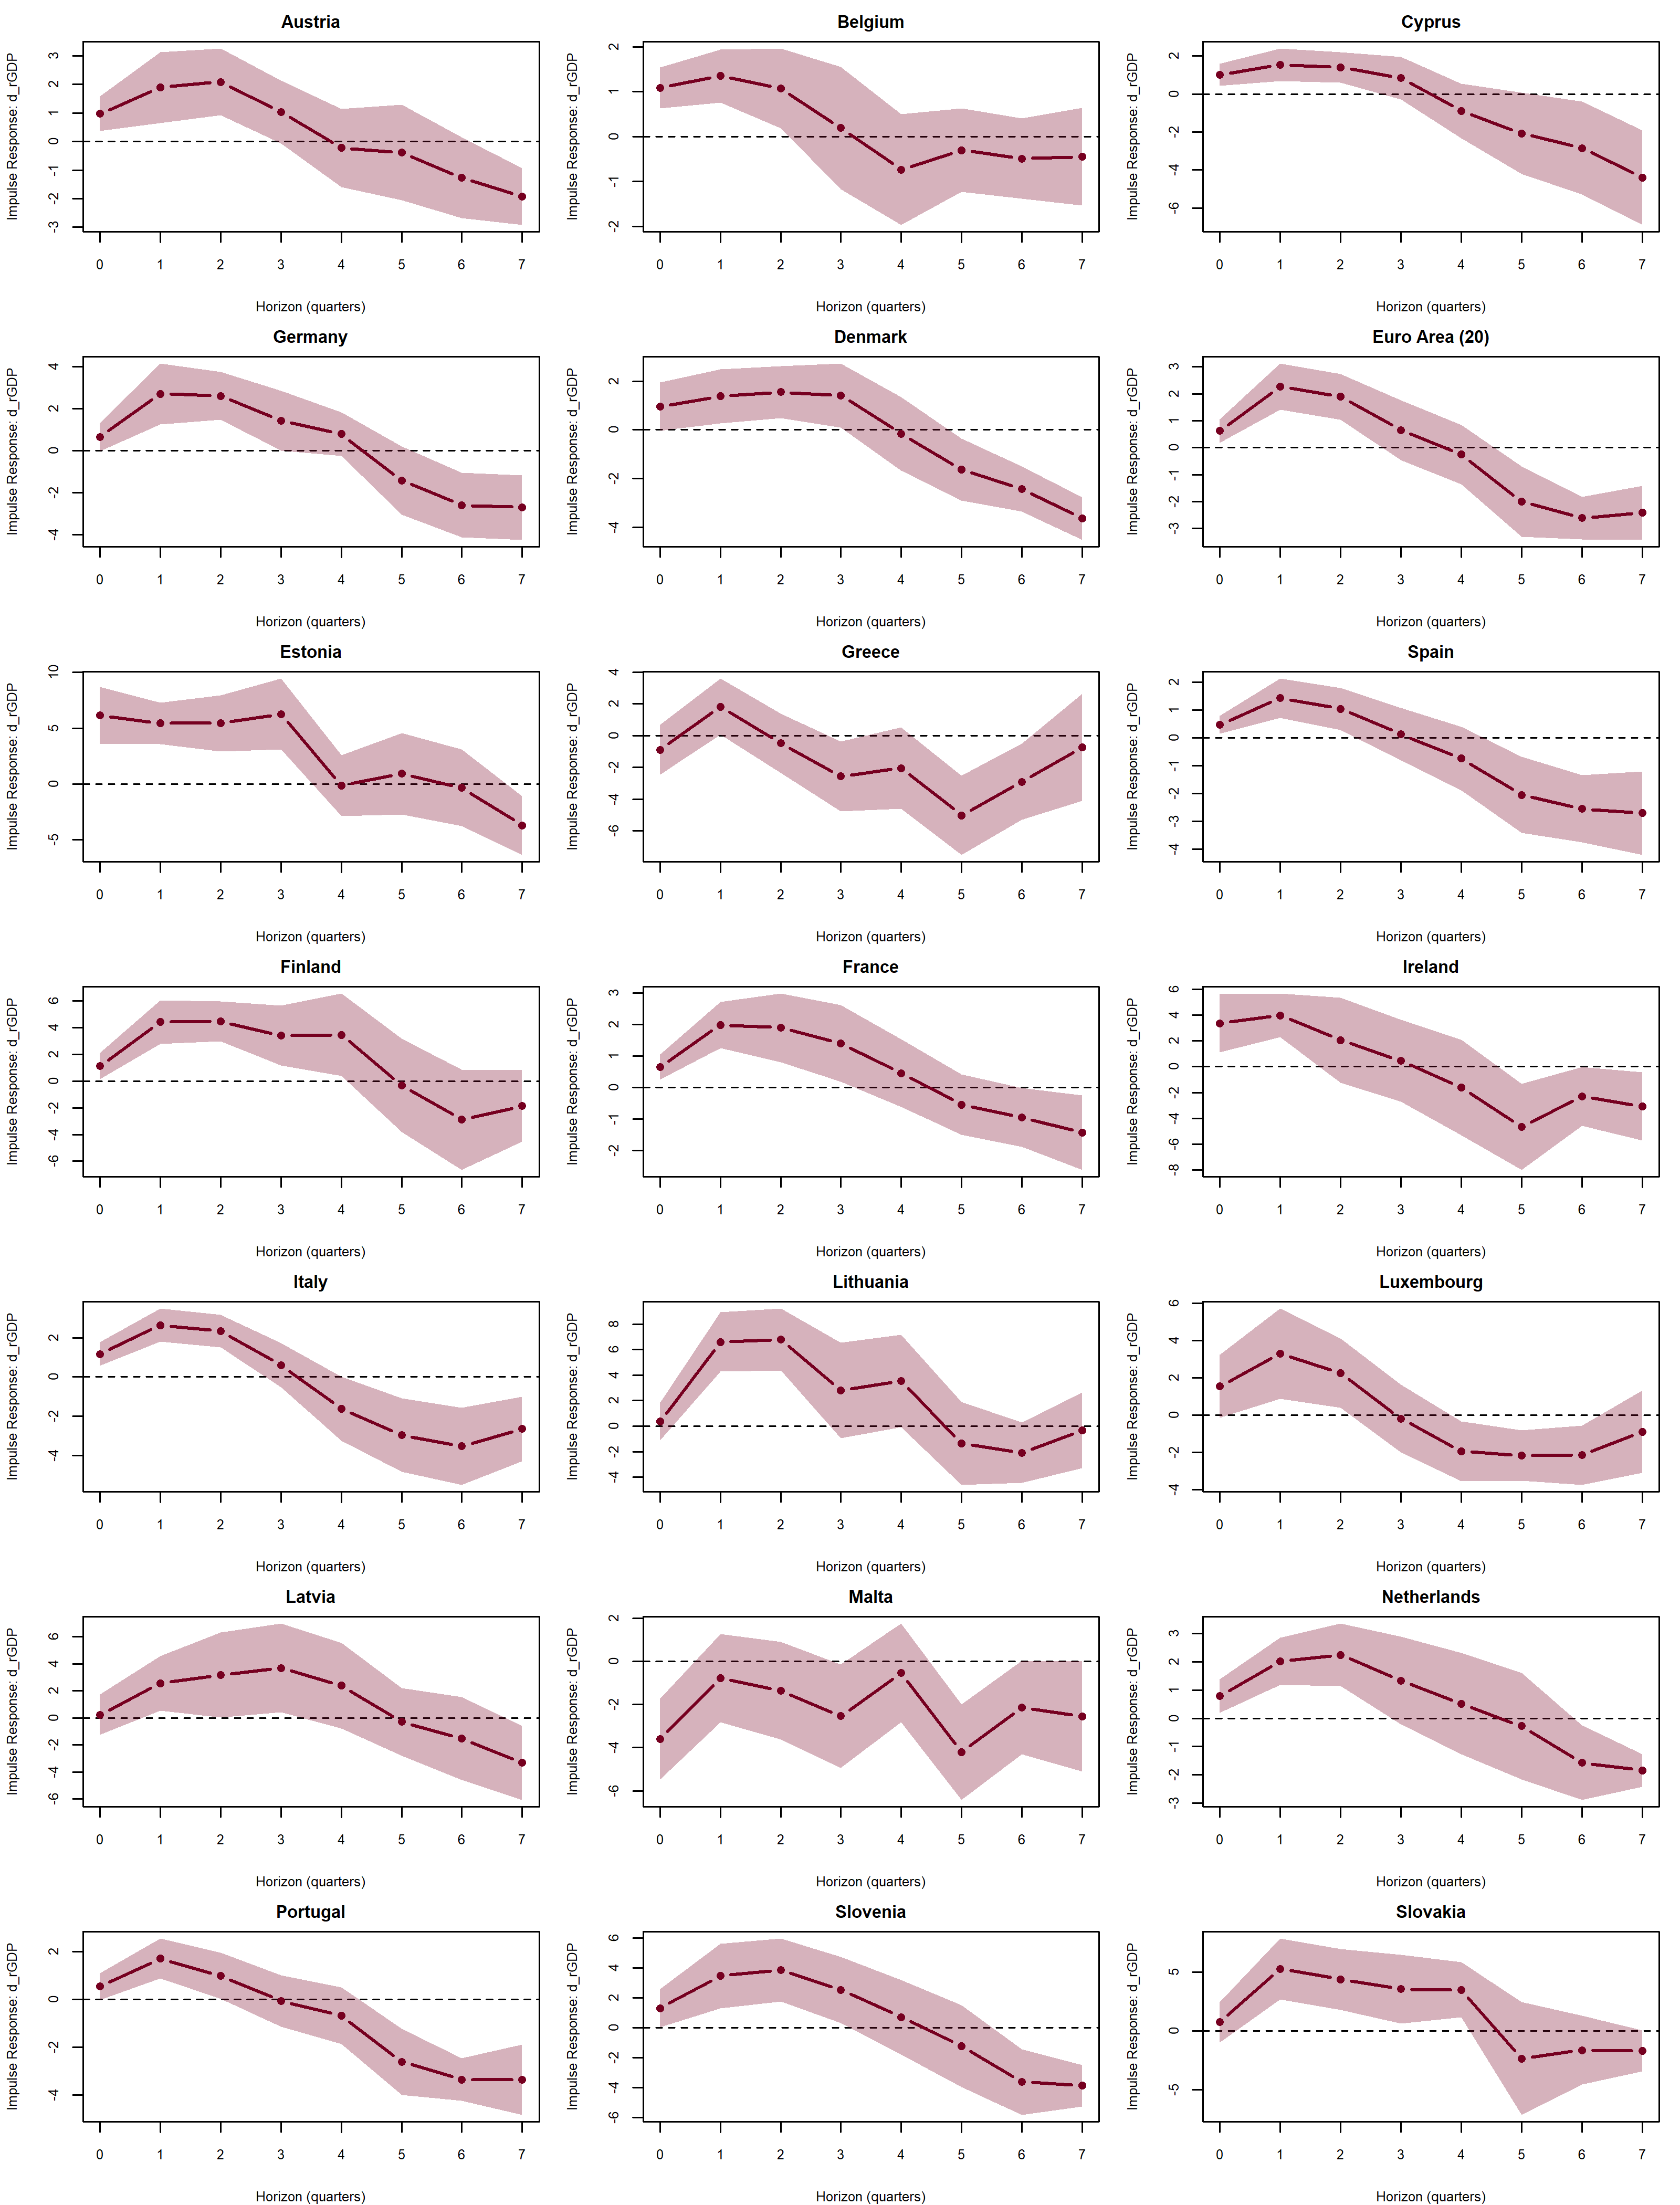 Austria
Impulse Response: d_rGDP
-3 -2 -1 0 1 2 3
0 1 2 3 4 5 6 7
Horizon (quarters)
Belgium
Impulse Response: d_rGDP
-2 -1 0 1 2
0 1 2 3 4 5 6 7
Horizon (quarters)
Cyprus
Impulse Response: d_rGDP
-6 -4 -2 0 2
0 1 2 3 4 5 6 7
Horizon (quarters)
Germany
Impulse Response: d_rGDP
-4 -2 0 2 4
0 1 2 3 4 5 6 7
Horizon (quarters)
Denmark
Impulse Response: d_rGDP
-4 -2 0 2
0 1 2 3 4 5 6 7
Horizon (quarters)
Euro Area (20)
Impulse Response: d_rGDP
-3 -2 -1 0 1 2 3
0 1 2 3 4 5 6 7
Horizon (quarters)
Estonia
Impulse Response: d_rGDP
-5 0 5 10
0 1 2 3 4 5 6 7
Horizon (quarters)
Greece
Impulse Response: d_rGDP
-6 -4 -2 0 2 4
0 1 2 3 4 5 6 7
Horizon (quarters)
Spain
Impulse Response: d_rGDP
-4 -3 -2 -1 0 1 2
0 1 2 3 4 5 6 7
Horizon (quarters)
Finland
Impulse Response: d_rGDP
-6 -4 -2 0 2 4 6
0 1 2 3 4 5 6 7
Horizon (quarters)
France
Impulse Response: d_rGDP
-2 -1 0 1 2 3
0 1 2 3 4 5 6 7
Horizon (quarters)
Ireland
Impulse Response: d_rGDP
-8 -6 -4 -2 0 2 4 6
0 1 2 3 4 5 6 7
Horizon (quarters)
Italy
Impulse Response: d_rGDP
-4 -2 0 2
0 1 2 3 4 5 6 7
Horizon (quarters)
Lithuania
Impulse Response: d_rGDP
-4 -2 0 2 4 6 8
0 1 2 3 4 5 6 7
Horizon (quarters)
Luxembourg
Impulse Response: d_rGDP
-4 -2 0 2 4 6
0 1 2 3 4 5 6 7
Horizon (quarters)
Latvia
Impulse Response: d_rGDP
-6 -4 -2 0 2 4 6
0 1 2 3 4 5 6 7
Horizon (quarters)
Malta
Impulse Response: d_rGDP
-6 -4 -2 0 2
0 1 2 3 4 5 6 7
Horizon (quarters)
Netherlands
Impulse Response: d_rGDP
-3 -2 -1 0 1 2 3
0 1 2 3 4 5 6 7
Horizon (quarters)
Portugal
Impulse Response: d_rGDP
-4 -2 0 2
0 1 2 3 4 5 6 7
Horizon (quarters)
Slovenia
Impulse Response: d_rGDP
-6 -4 -2 0 2 4 6
0 1 2 3 4 5 6 7
Horizon (quarters)
Slovakia
Impulse Response: d_rGDP
-5 0 5
0 1 2 3 4 5 6 7
Horizon (quarters)